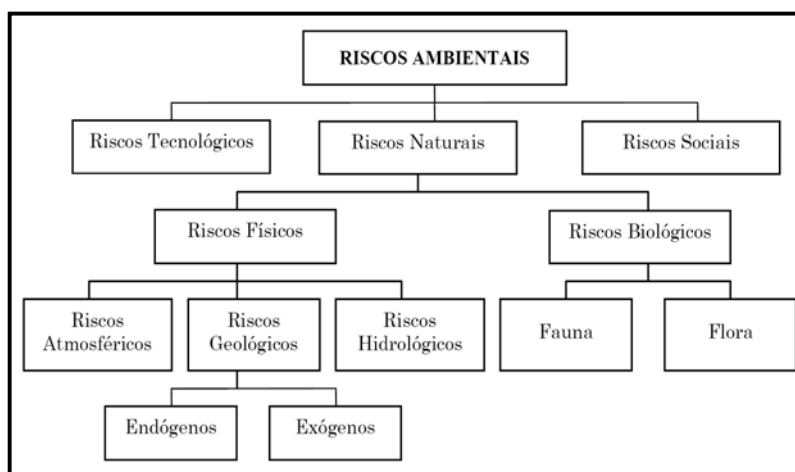 RISCOS AMBIENTAIS
Riscos Tecnológicos
Riscos Naturais
Riscos Sociais
Riscos Físicos
Riscos Biológicos
Riscos
Atmosféricos
Riscos
Geológicos
Riscos
Hidrológicos
Fauna
Flora
Endógenos
Exógenos